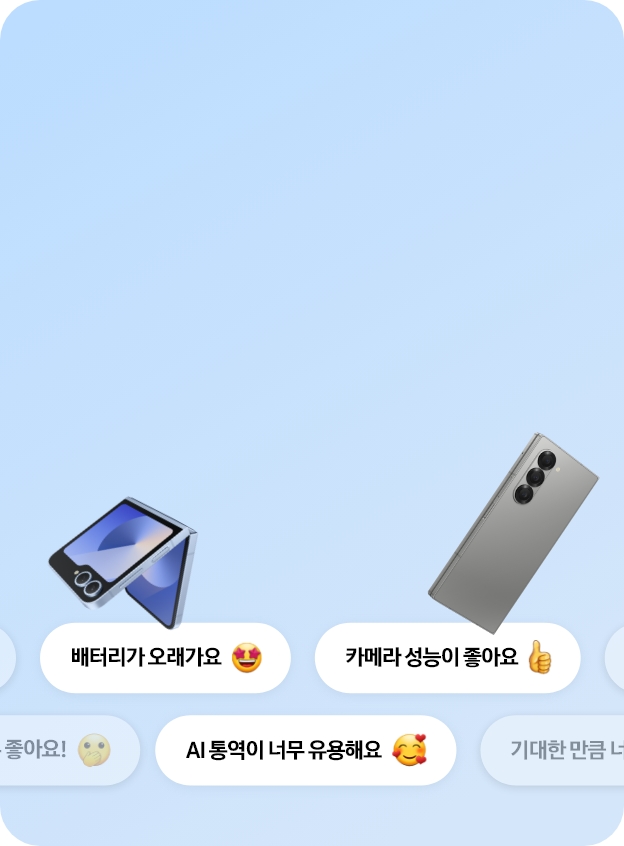 배터리가 오래가요 🤩
카메라 성능이 좋아요 👍
좋아요! 🫢
AI 통역이 너무 유용해요 🥰
기대한 만큼